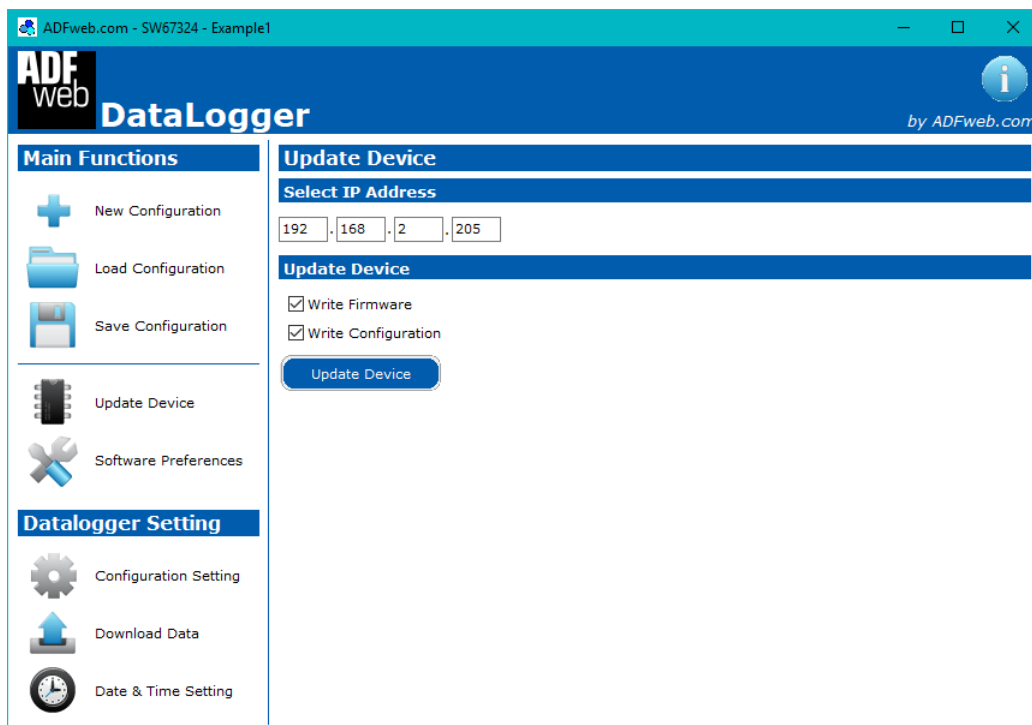 ADFweb.com - SW67324 - Example1
ADF
web
DataLogger
i
by ADFweb.com
Main Functions
New Configuration
Load Configuration
Save Configuration
Update Device
Software Preferences
Datalogger Setting
Configuration Setting
Download Data
Date & Time Setting
Update Device
Select IP Address
192 . 168 . 2 . 205
Update Device
Write Firmware
Write Configuration
Update Device